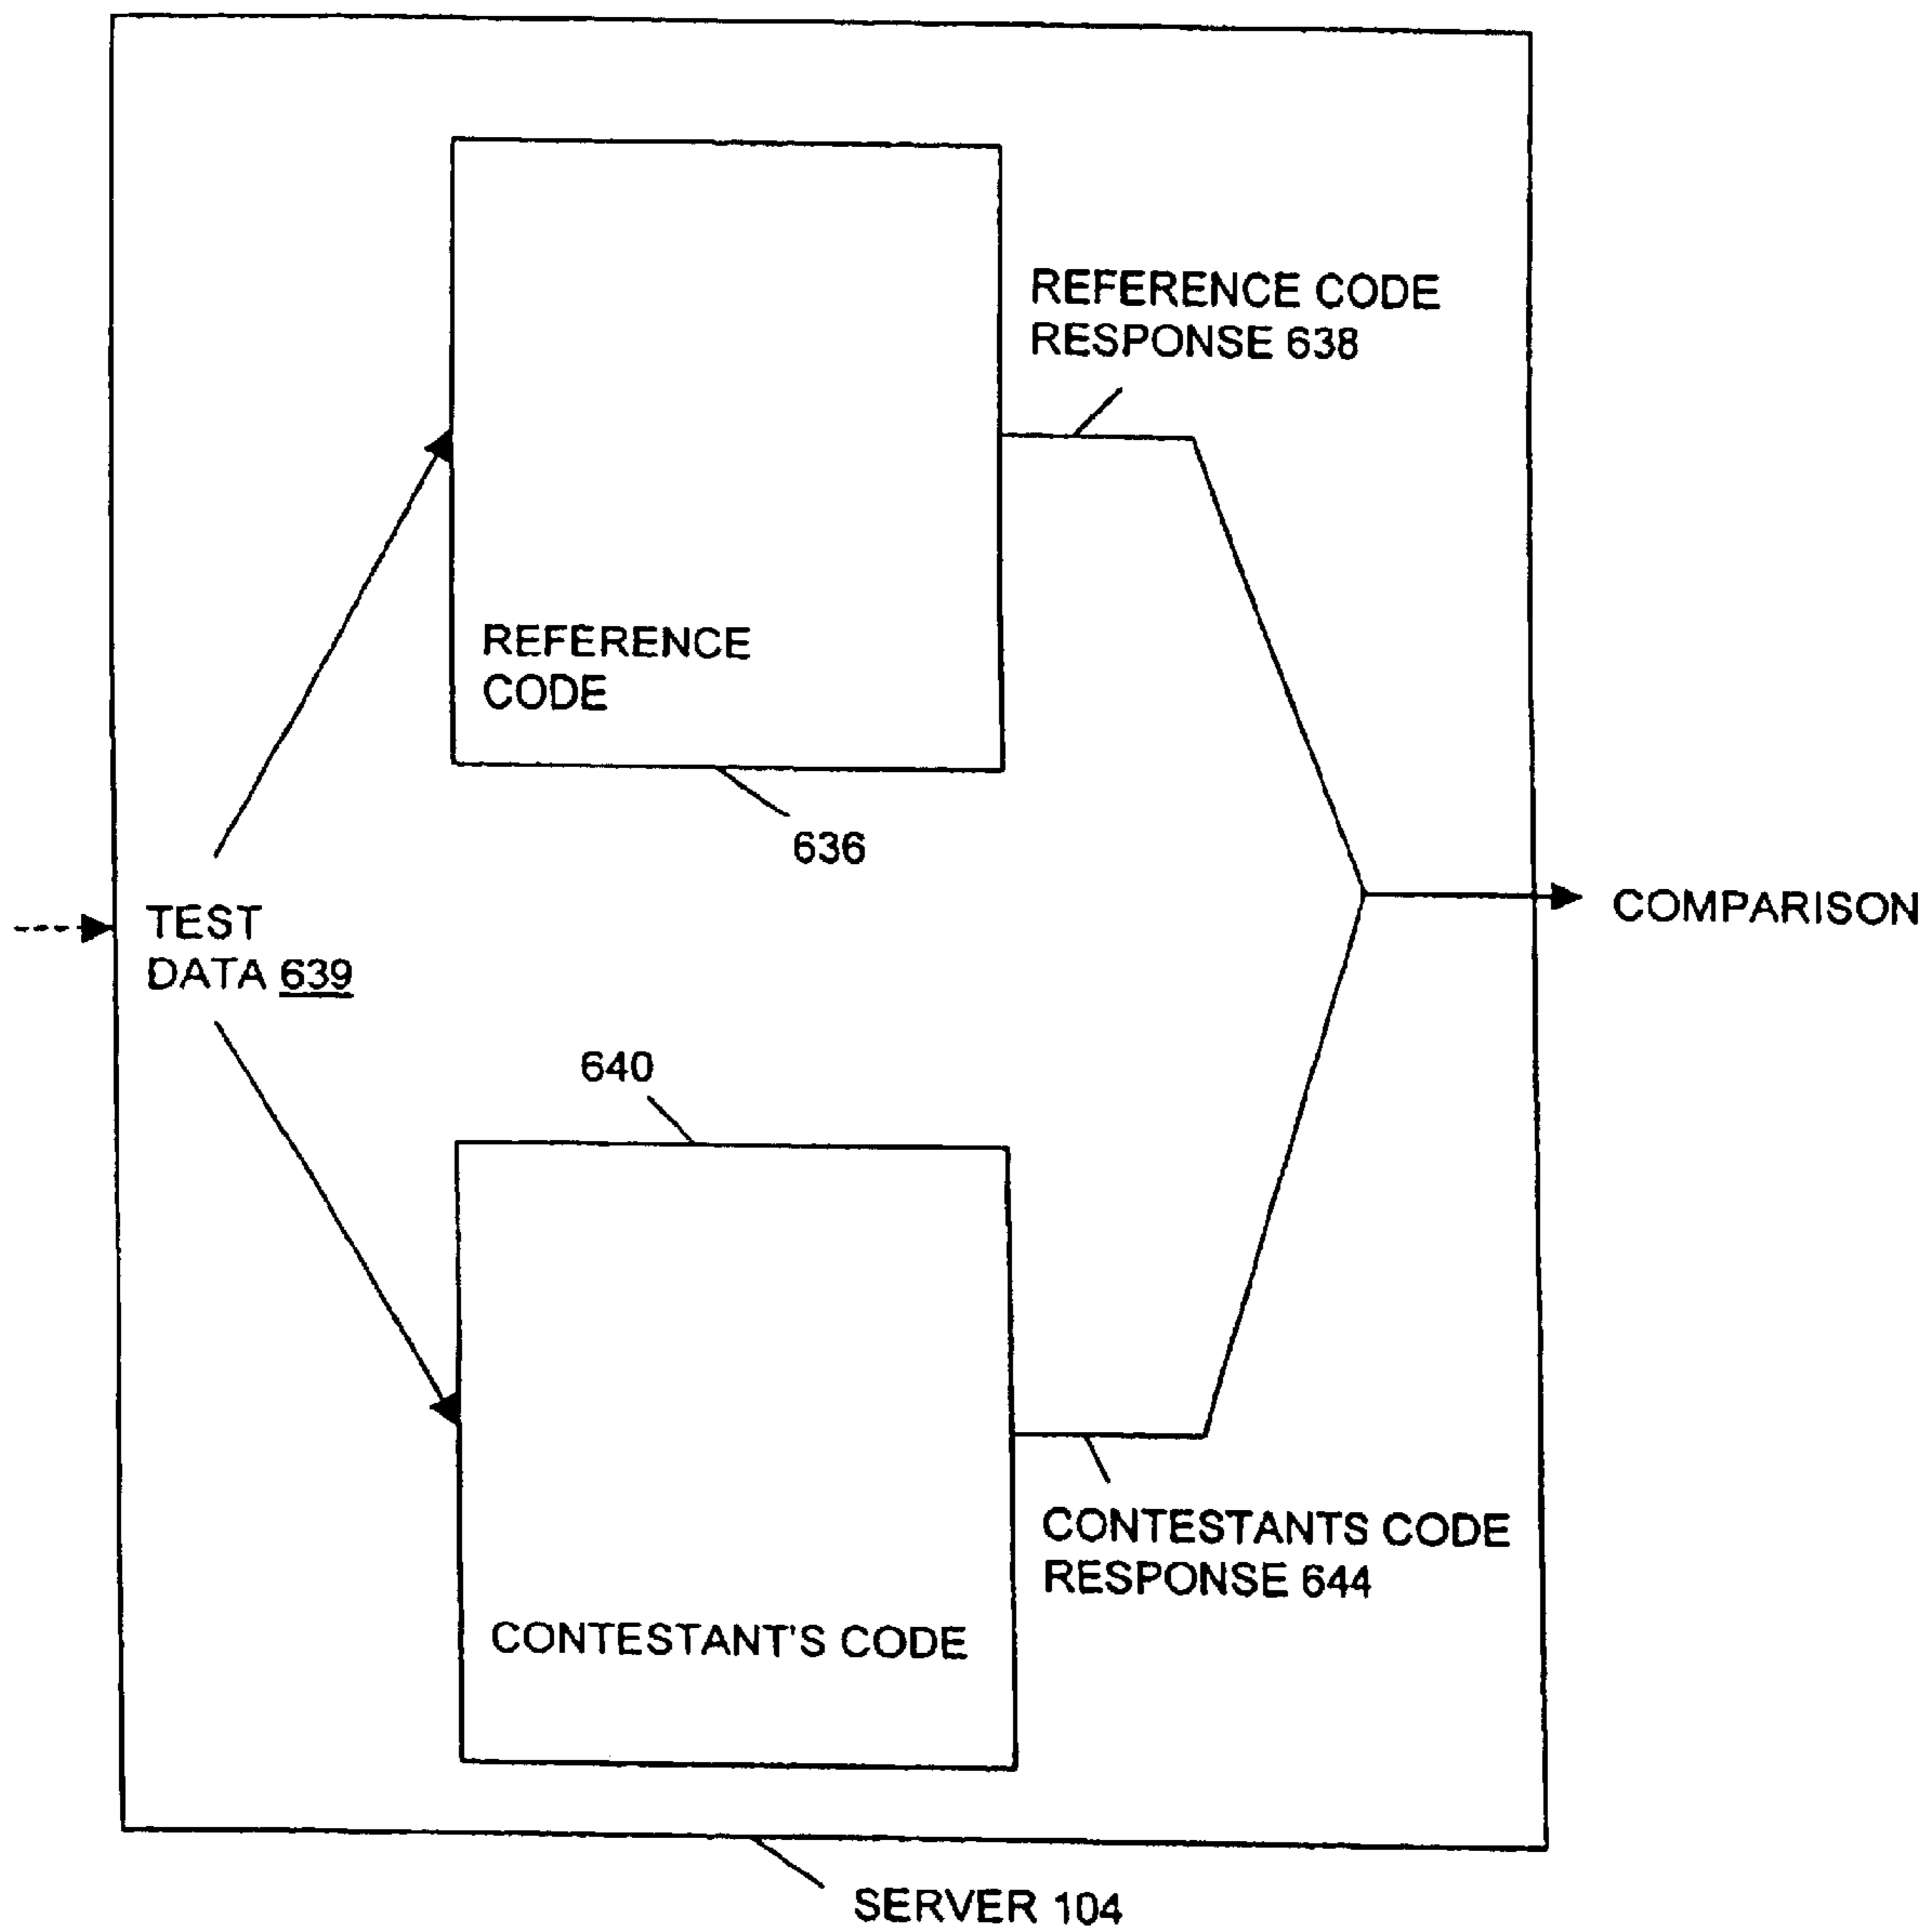 REFERENCE CODE
RESPONSE 638
REFERENCE
CODE
636
TEST
DATA 639
COMPARISON
640
CONTESTANTS CODE
RESPONSE 644
CONTESTANT'S CODE
SERVER 104